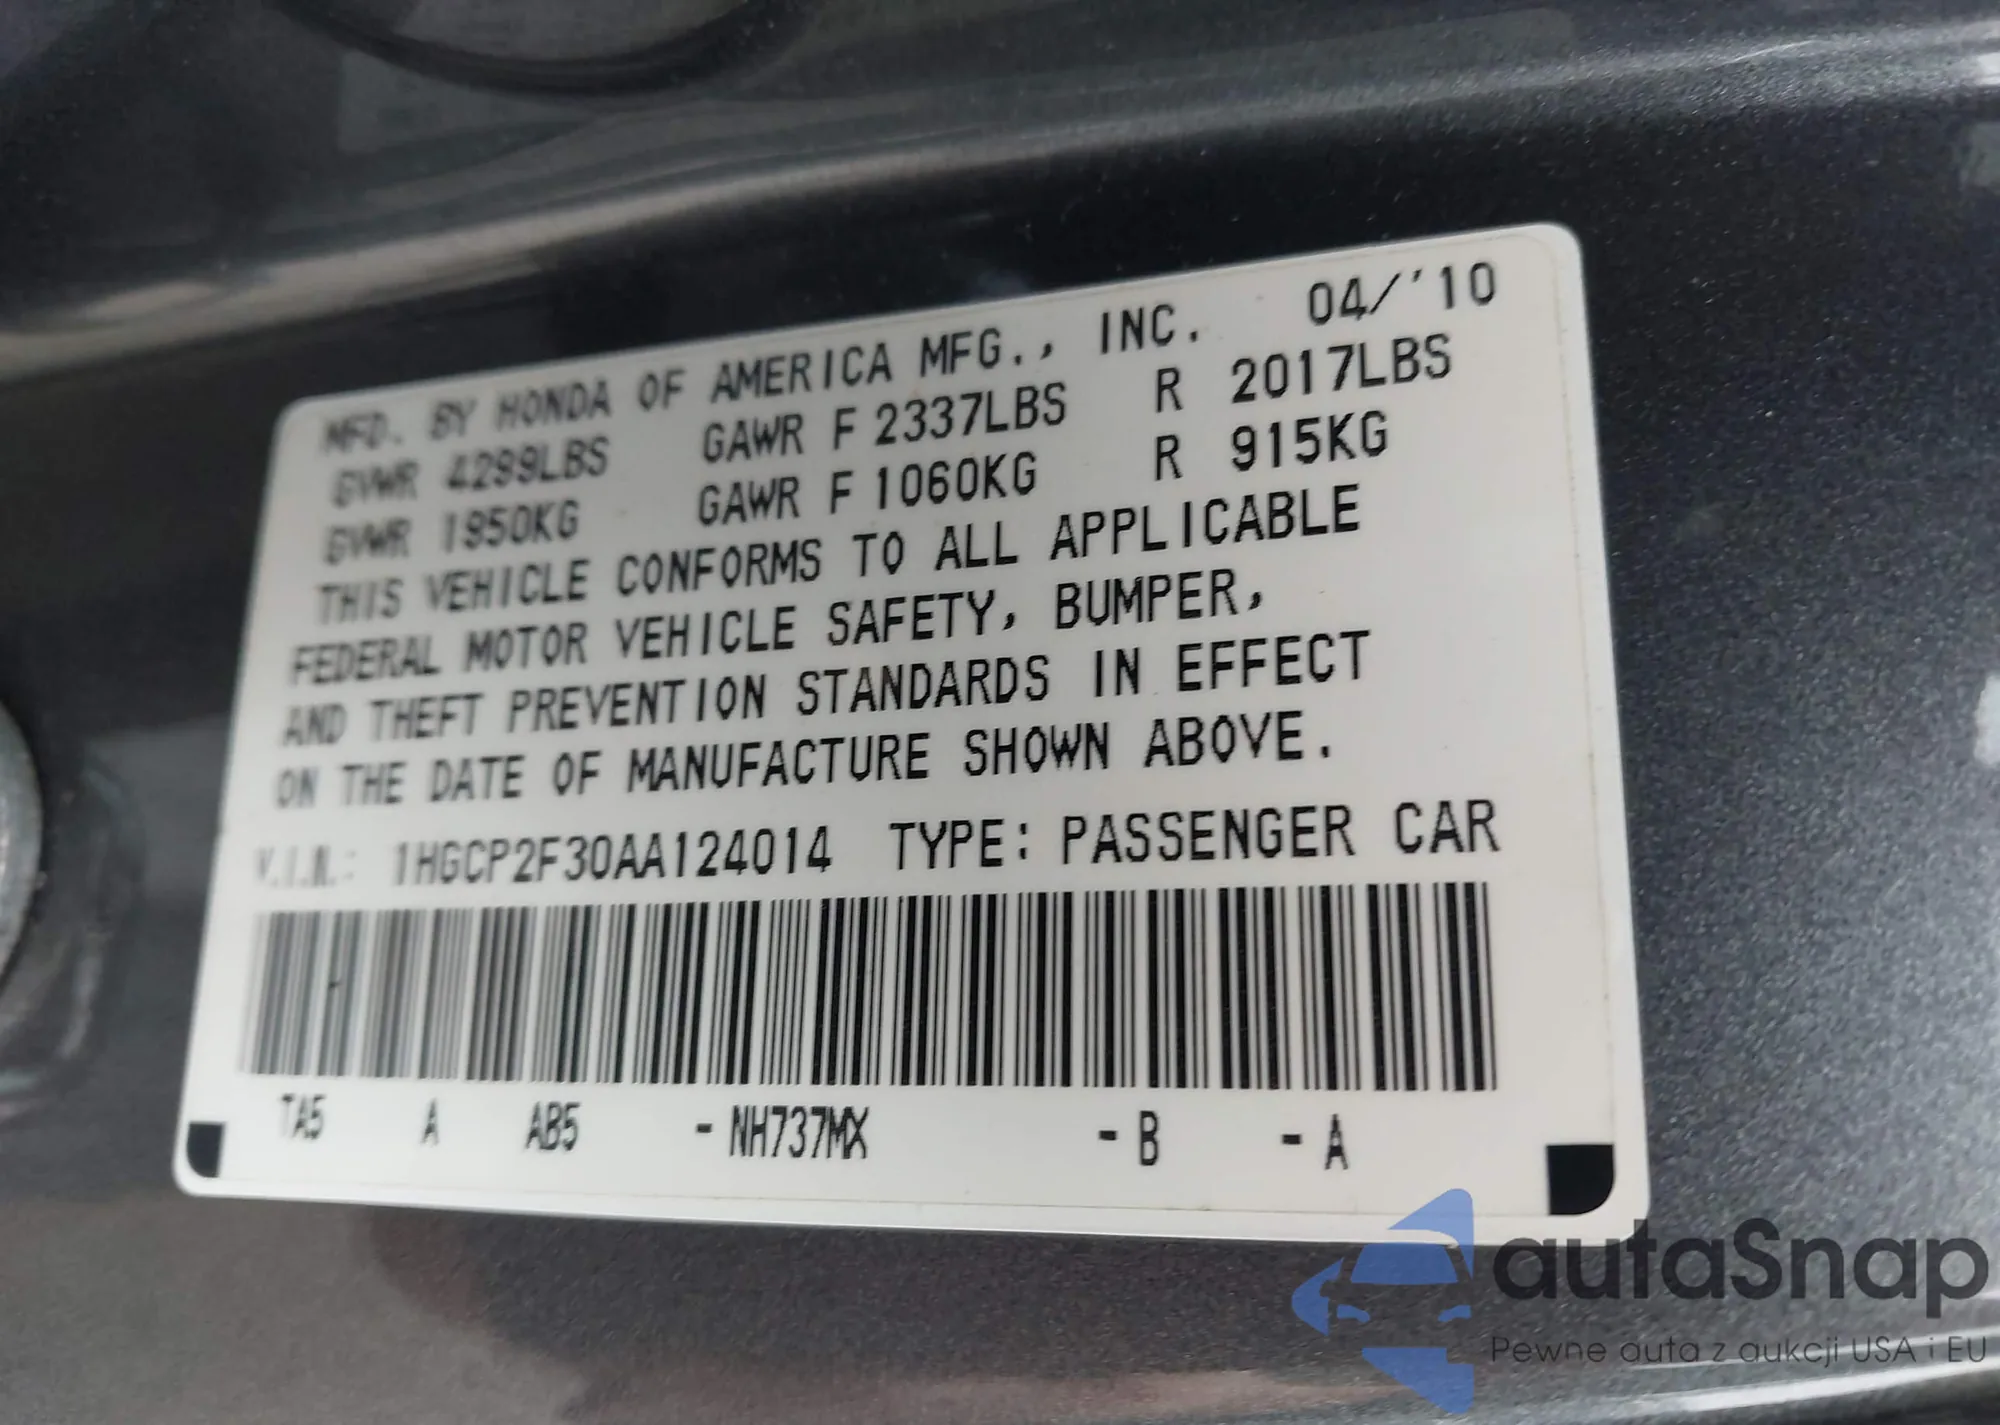 MFD. BY HONDA OF AMERICA MFG., INC. 04/'10
GVWR 4299LBS GAWR F 2337LBS R 2017LBS
GVWR 1950KG GAWR F 1060KG R 915KG
THIS VEHICLE CONFORMS TO ALL APPLICABLE
FEDERAL MOTOR VEHICLE SAFETY, BUMPER,
AND THEFT PREVENTION STANDARDS IN EFFECT
ON THE DATE OF MANUFACTURE SHOWN ABOVE.
V.I.N.: 1HGCP2F30AA124014 TYPE: PASSENGER CAR
TA5 A AB5 -NH737MX -B -A
autaSnap
Pewne auta z aukcji USA i EU